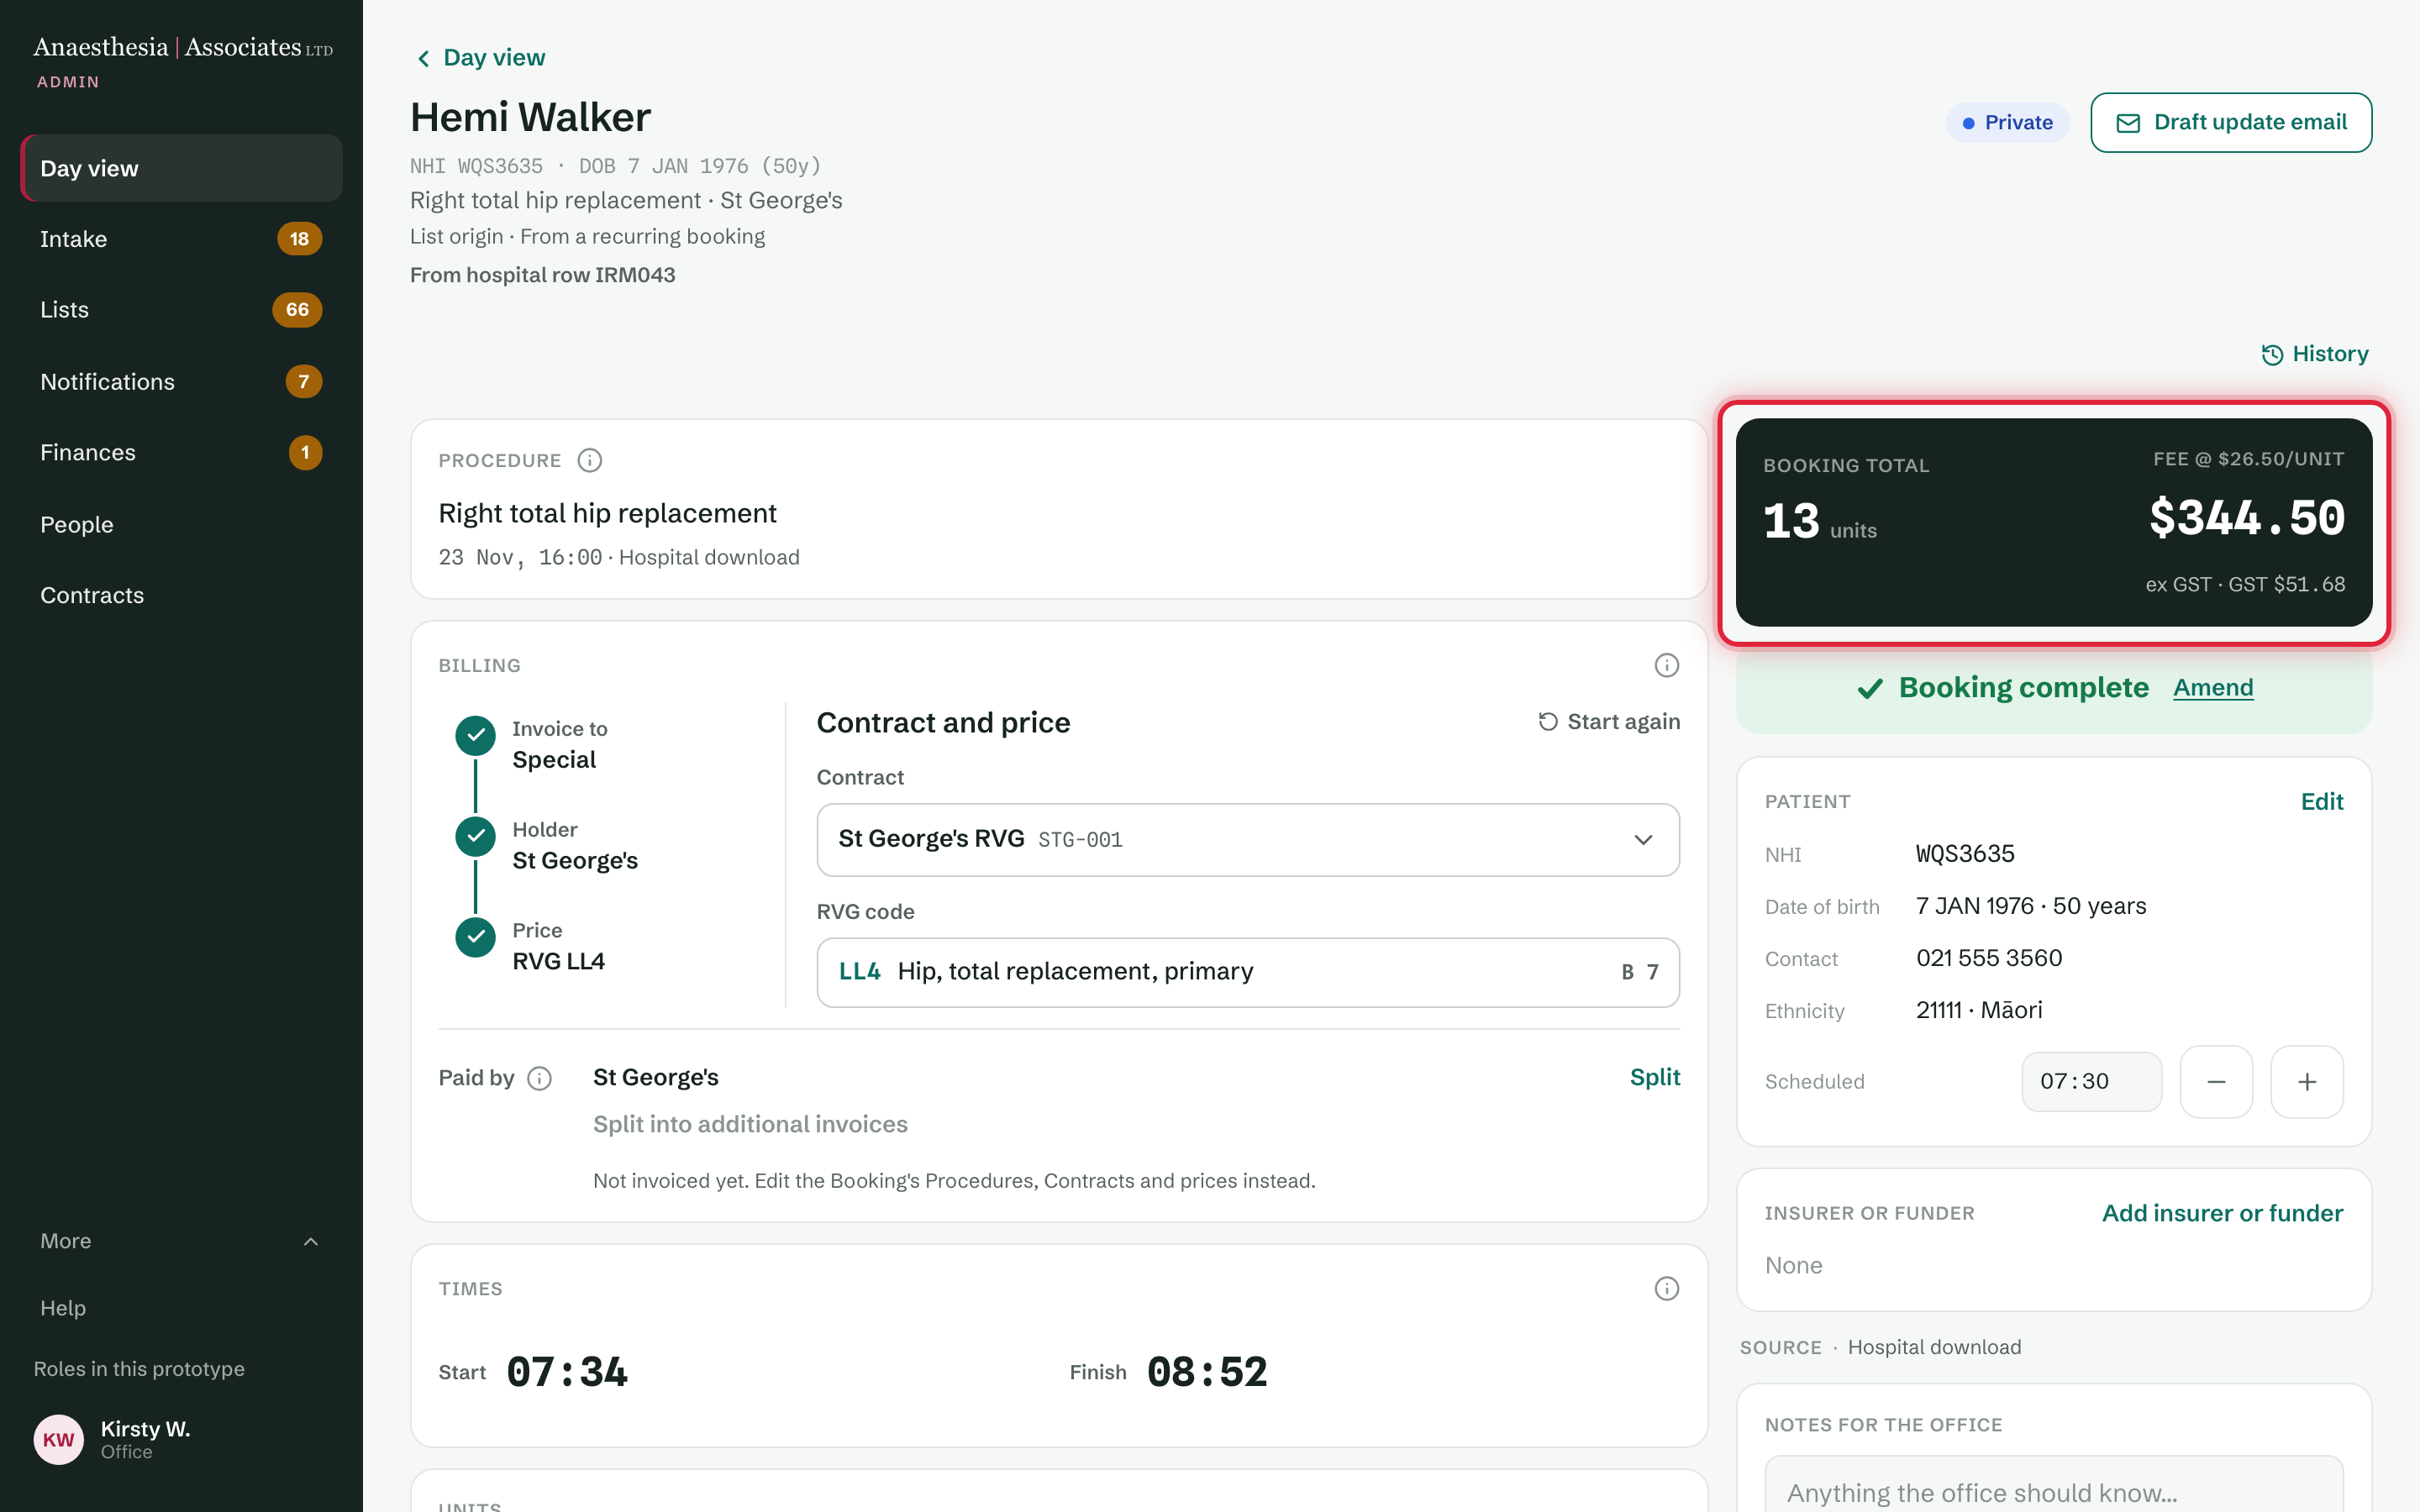 Anaesthesia | Associates LTD
ADMIN
Day view
Intake 18
Lists 66
Notifications 7
Finances 1
People
Contracts
More
Help
Roles in this prototype
KW
Kirsty W.
Office
Day view
Hemi Walker
NHI WQS3635 · DOB 7 JAN 1976 (50y)
Right total hip replacement · St George's
List origin · From a recurring booking
From hospital row IRM043
Private
Draft update email
History
PROCEDURE
Right total hip replacement
23 Nov, 16:00 · Hospital download
BILLING
Invoice to
Special
Holder
St George's
Price
RVG LL4
Contract and price
Start again
Contract
St George's RVG STG-001
RVG code
LL4 Hip, total replacement, primary B 7
Paid by
St George's
Split
Split into additional invoices
Not invoiced yet. Edit the Booking's Procedures, Contracts and prices instead.
TIMES
Start 07:34
Finish 08:52
UNITS
BOOKING TOTAL
13 units
FEE @ $26.50/UNIT
$344.50
ex GST · GST $51.68
Booking complete Amend
PATIENT Edit
NHI WQS3635
Date of birth 7 JAN 1976 · 50 years
Contact 021 555 3560
Ethnicity 21111 · Māori
Scheduled 07:30 − +
INSURER OR FUNDER Add insurer or funder
None
SOURCE · Hospital download
NOTES FOR THE OFFICE
Anything the office should know...